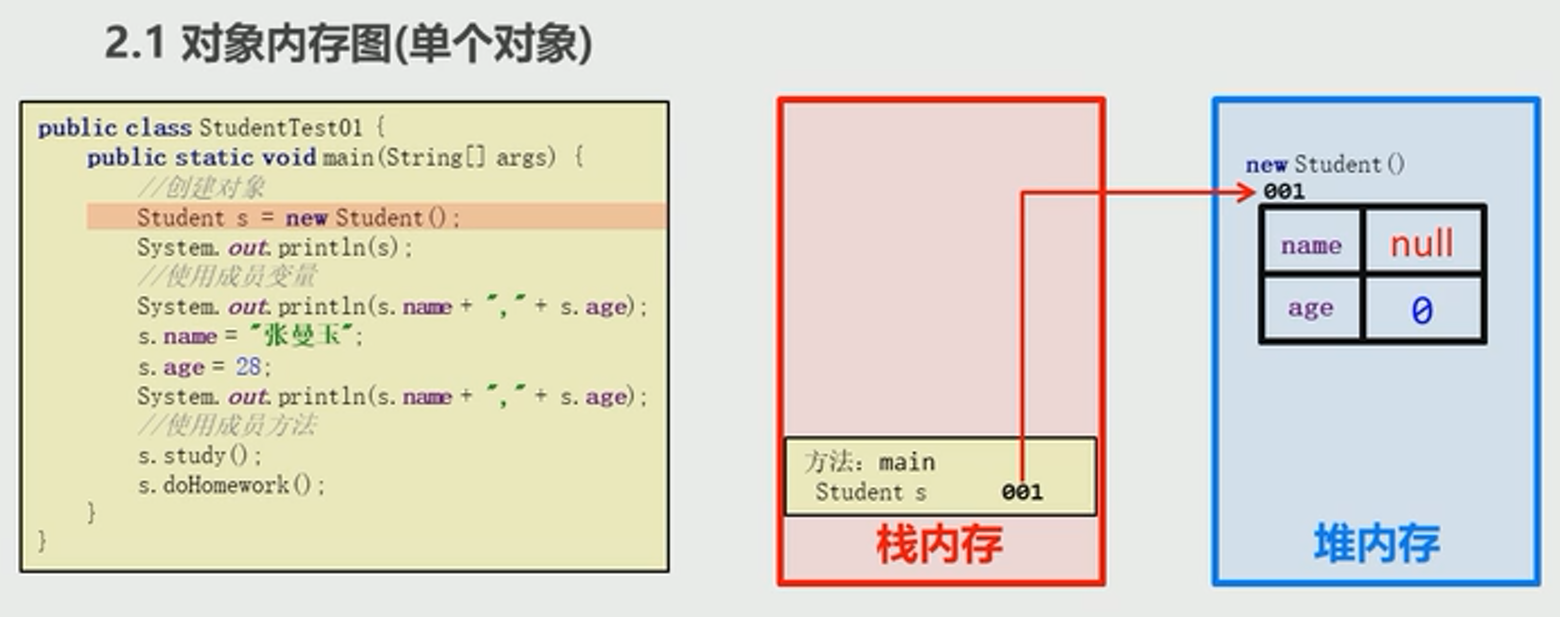 2.1 对象内存图(单个对象)
public class StudentTest01 {
public static void main(String[] args) {
//创建对象
Student s = new Student();
System.out.println(s);
//使用成员变量
System.out.println(s.name + "," + s.age);
s.name = "张曼玉";
s.age = 28;
System.out.println(s.name + "," + s.age);
//使用成员方法
s.study();
s.doHomework();
}
}
方法：main
Student s 001
栈内存
new Student()
001
name null
age 0
堆内存